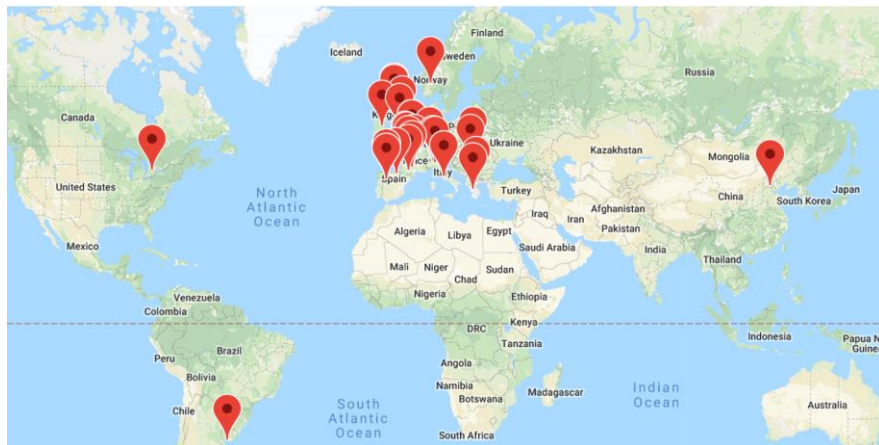 Iceland
Finland
Sweden
Norway
Russia
Canada
Ukraine
Kazakhstan
Mongolia
United States
North
Atlantic
Ocean
Spain
Italy
Turkey
China
South Korea
Japan
Mexico
Algeria
Libya
Egypt
Iraq
Iran
Afghanistan
Pakistan
Saudi Arabia
India
Mali
Niger
Chad
Sudan
Thailand
Nigeria
Ethiopia
Venezuela
Colombia
DRC
Kenya
Tanzania
Indonesia
Papua N
Guinea
Peru
Brazil
Bolivia
Angola
Namibia
Botswana
Madagascar
Chile
South
Atlantic
Ocean
Indian
Ocean
Australia
South Africa